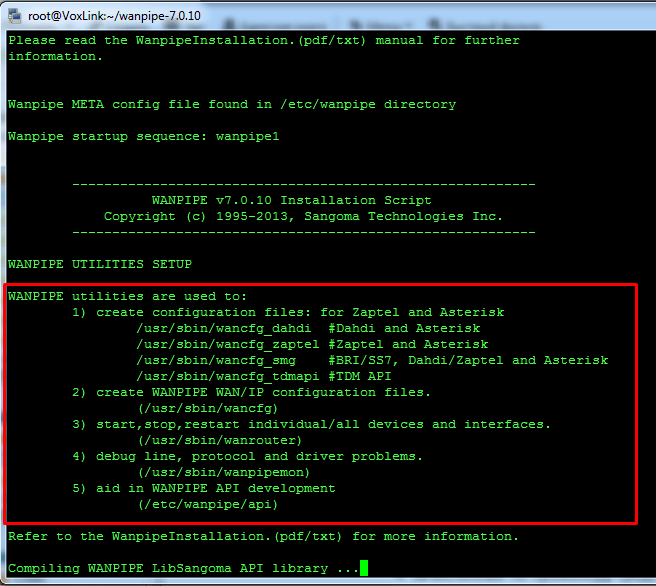 root@VoxLink:~/wanpipe-7.0.10
Please read the WanpipeInstallation.(pdf/txt) manual for further
information.
Wanpipe META config file found in /etc/wanpipe directory
Wanpipe startup sequence: wanpipe1
---------------------------------------------------------
WANPIPE v7.0.10 Installation Script
Copyright (c) 1995-2013, Sangoma Technologies Inc.
---------------------------------------------------------
WANPIPE UTILITIES SETUP
WANPIPE utilities are used to:
1) create configuration files: for Zaptel and Asterisk
/usr/sbin/wancfg_dahdi #Dahdi and Asterisk
/usr/sbin/wancfg_zaptel #Zaptel and Asterisk
/usr/sbin/wancfg_smg #BRI/SS7, Dahdi/Zaptel and Asterisk
/usr/sbin/wancfg_tdmapi #TDM API
2) create WANPIPE WAN/IP configuration files.
(/usr/sbin/wancfg)
3) start,stop,restart individual/all devices and interfaces.
(/usr/sbin/wanrouter)
4) debug line, protocol and driver problems.
(/usr/sbin/wanpipemon)
5) aid in WANPIPE API development
(/etc/wanpipe/api)
Refer to the WanpipeInstallation.(pdf/txt) for more information.
Compiling WANPIPE LibSangoma API library ...